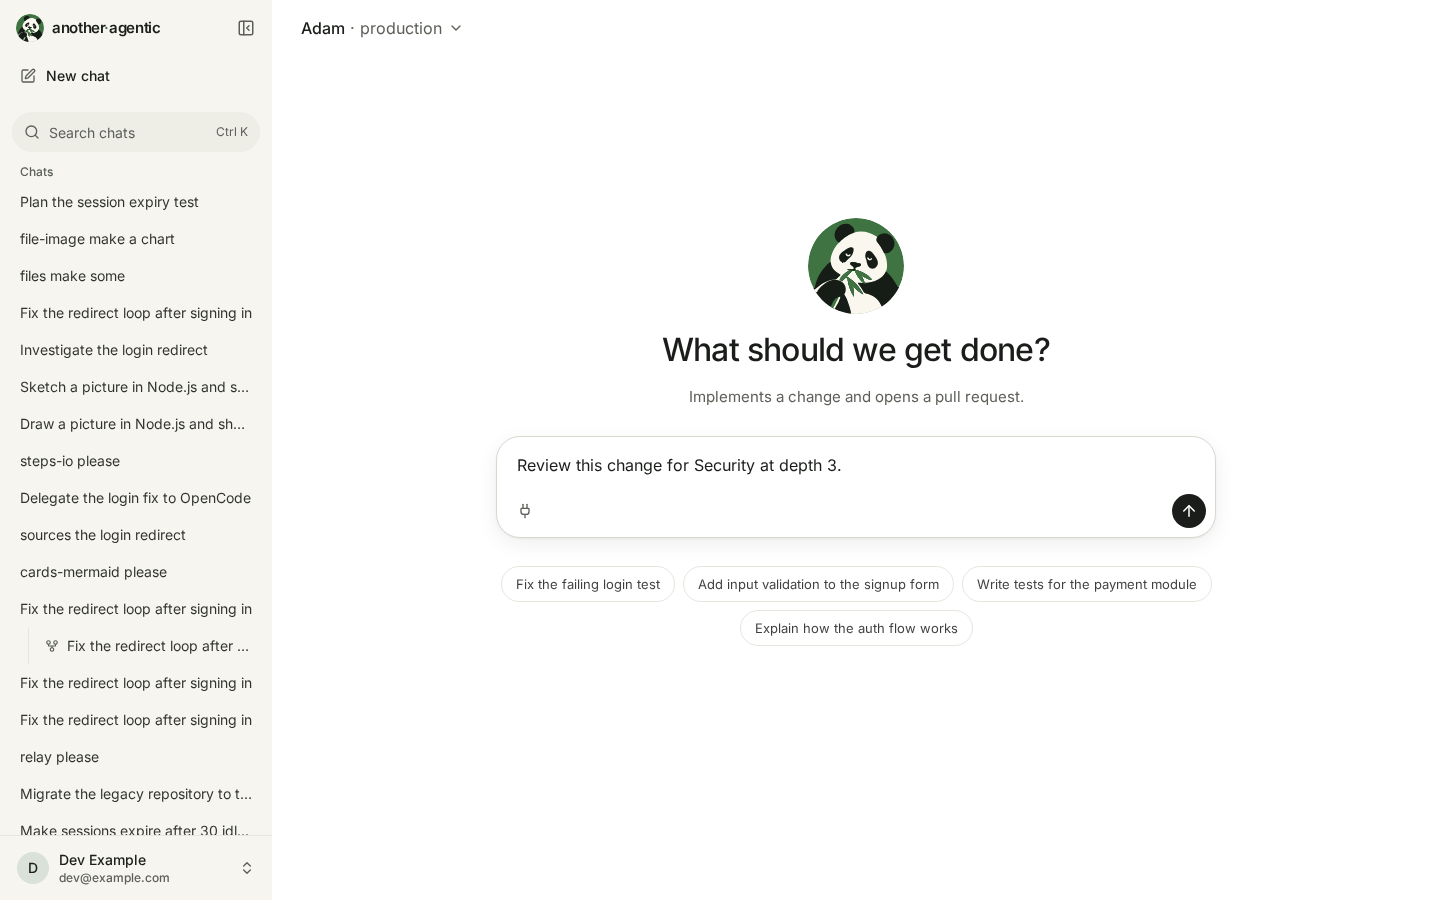 another·agentic
New chat
Search chats Ctrl K
Chats
Plan the session expiry test
file-image make a chart
files make some
Fix the redirect loop after signing in
Investigate the login redirect
Sketch a picture in Node.js and s...
Draw a picture in Node.js and sh...
steps-io please
Delegate the login fix to OpenCode
sources the login redirect
cards-mermaid please
Fix the redirect loop after signing in
Fix the redirect loop after ...
Fix the redirect loop after signing in
Fix the redirect loop after signing in
relay please
Migrate the legacy repository to t...
Make sessions expire after 30 idl...
D
Dev Example
dev@example.com
Adam · production
What should we get done?
Implements a change and opens a pull request.
Review this change for Security at depth 3.
Fix the failing login test
Add input validation to the signup form
Write tests for the payment module
Explain how the auth flow works